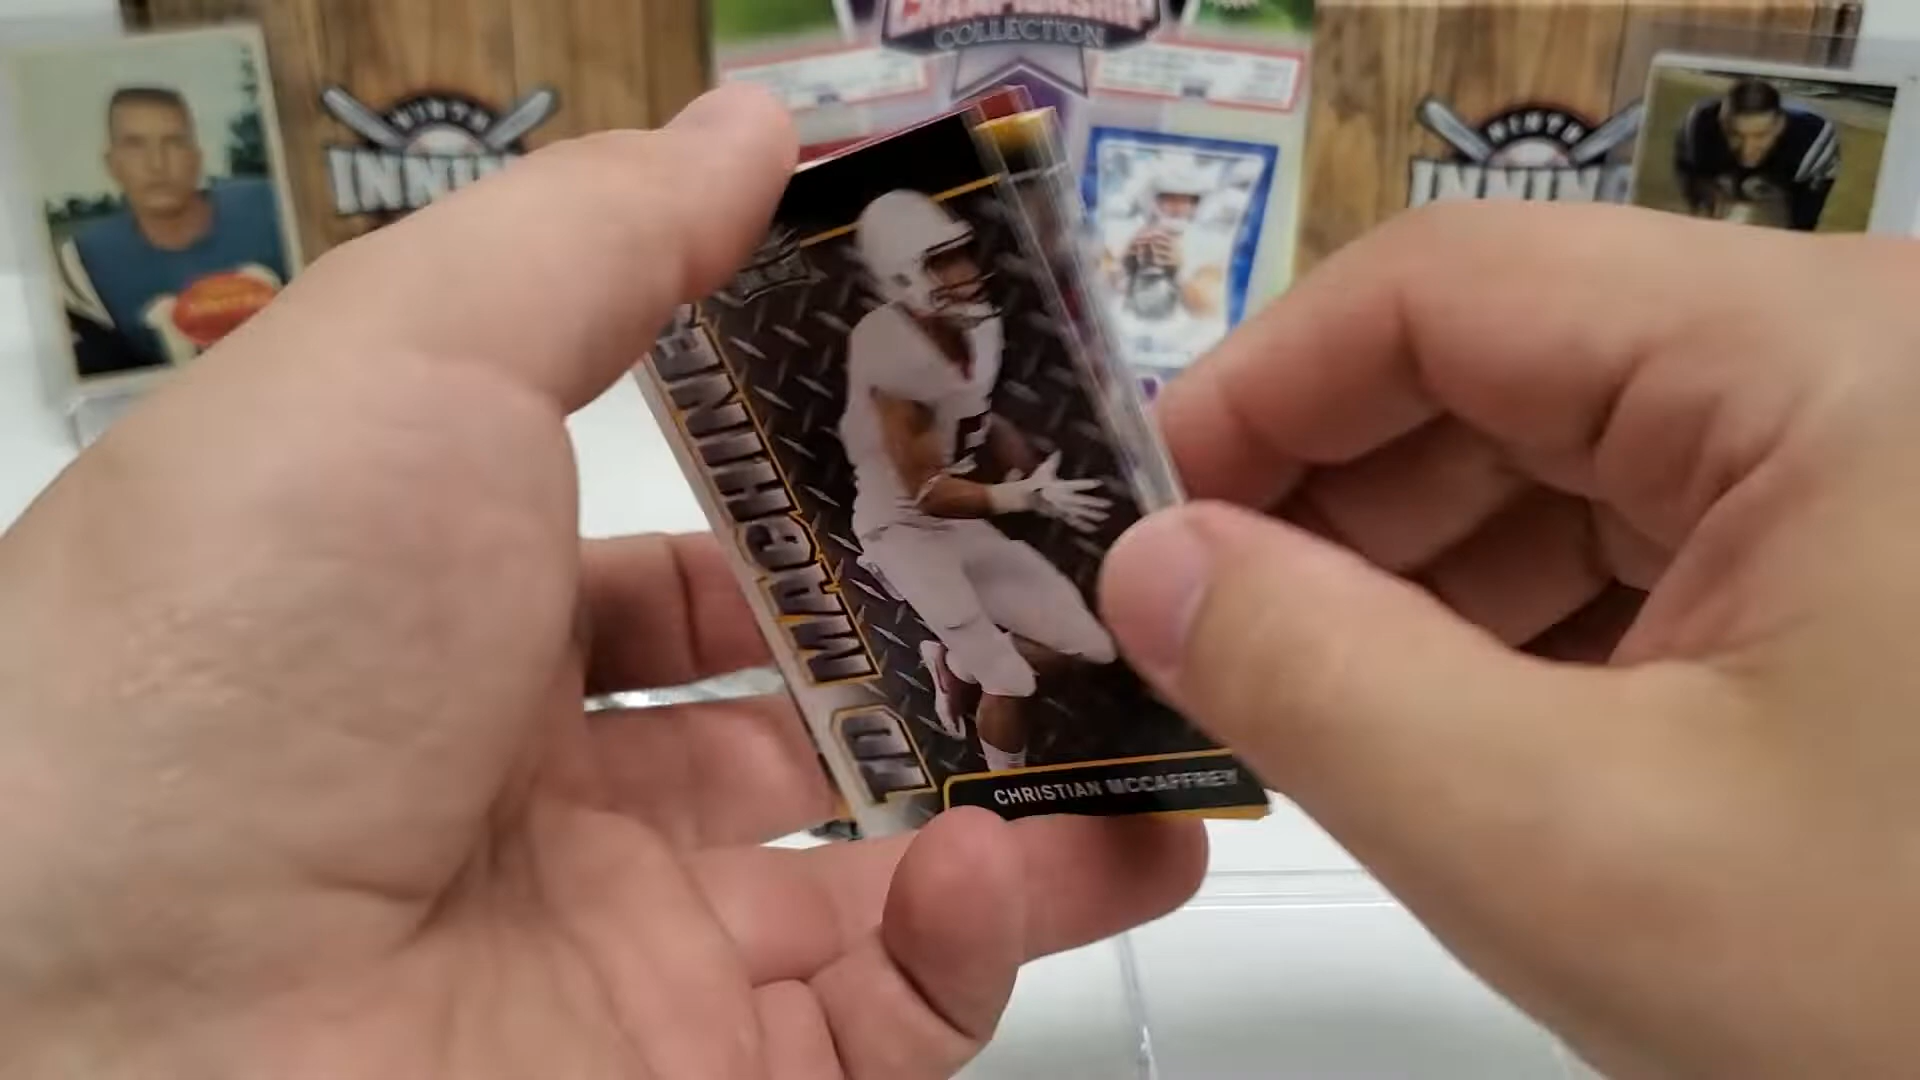 CHAMPIONSHIP
COLLECTION
NINTH
INNIN
NINTH
INNIN
TD MACHINE
CHRISTIAN MCCAFFREY